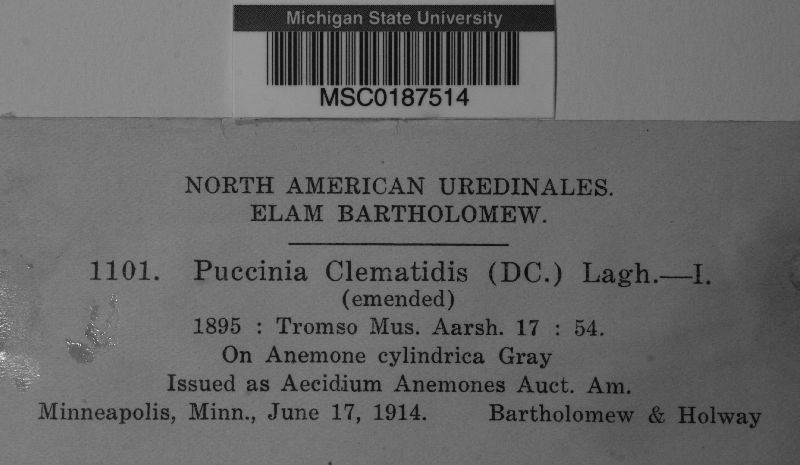 Michigan State University
MSC0187514
NORTH AMERICAN UREDINALES.
ELAM BARTHOLOMEW.
1101. Puccinia Clematidis (DC.) Lagh.—I.
(emended)
1895 : Tromso Mus. Aarsh. 17 : 54.
On Anemone cylindrica Gray
Issued as Aecidium Anemones Auct. Am.
Minneapolis, Minn., June 17, 1914. Bartholomew & Holway